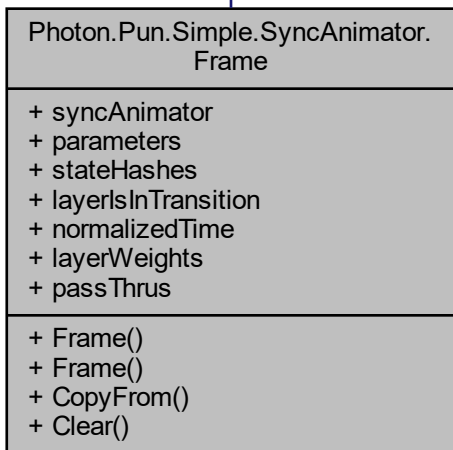 Photon.Pun.Simple.SyncAnimator.
Frame
+ syncAnimator
+ parameters
+ stateHashes
+ layerIsInTransition
+ normalizedTime
+ layerWeights
+ passThrus
+ Frame()
+ Frame()
+ CopyFrom()
+ Clear()